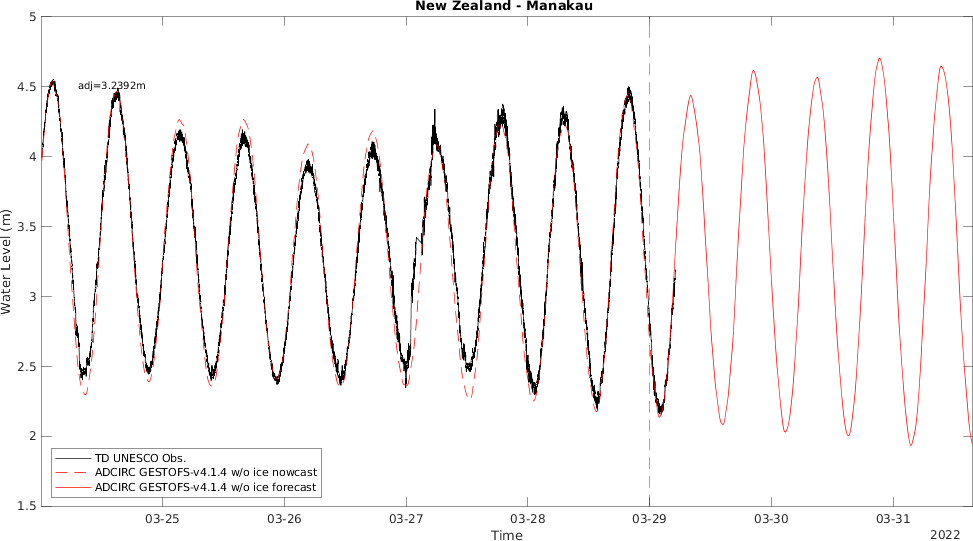 New Zealand - Manakau
5
4.5
4
3.5
3
2.5
2
1.5
Water Level (m)
adj=3.2392m
TD UNESCO Obs.
ADCIRC GESTOFS-v4.1.4 w/o ice nowcast
ADCIRC GESTOFS-v4.1.4 w/o ice forecast
03-25 03-26 03-27 03-28 03-29 03-30 03-31
Time
2022